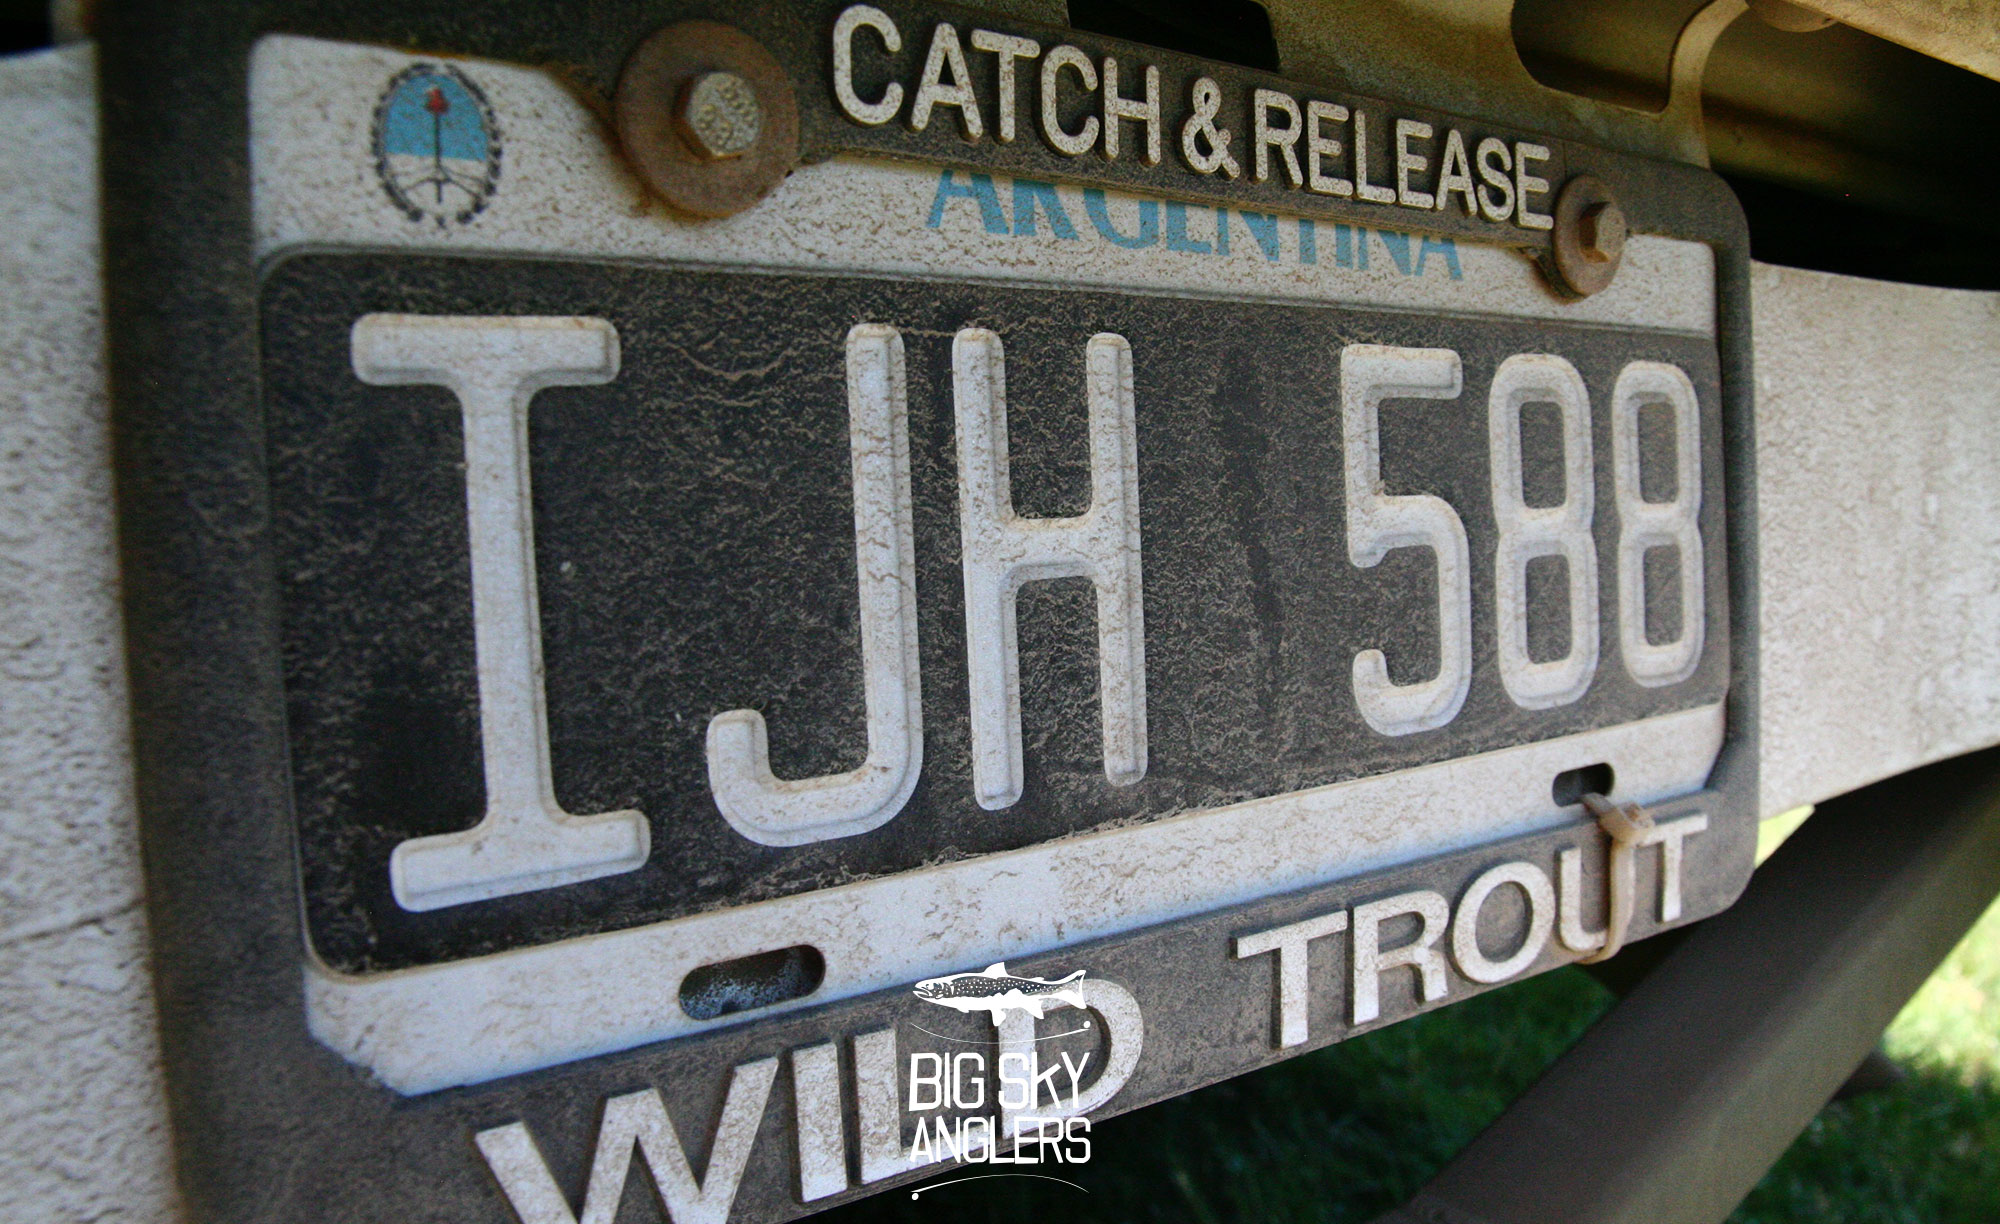 CATCH & RELEASE
ARGENTINA
IJH 588
WILD TROUT
BIG SKY
ANGLERS